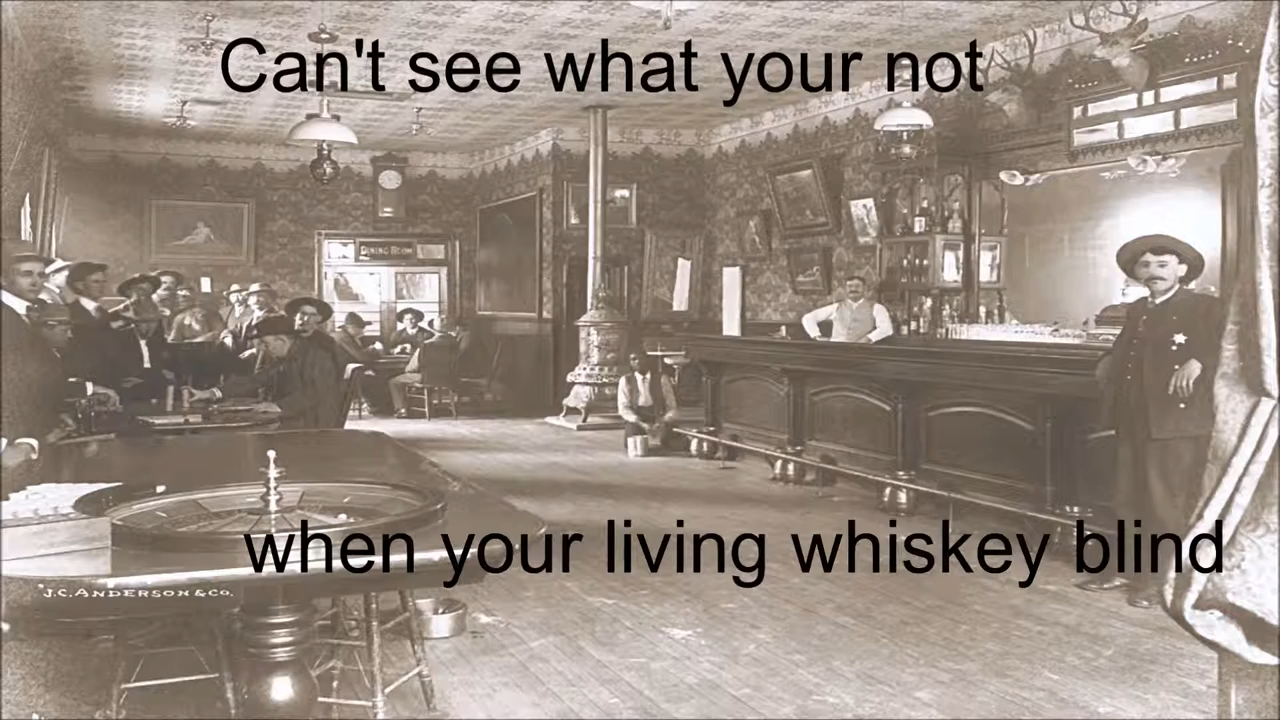 Can't see what your not
DINING ROOM
when your living whiskey blind
J.C. ANDERSON & CO.